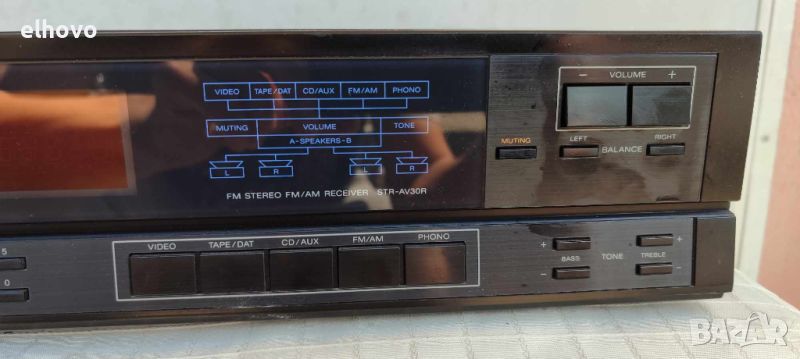 elhovo
VIDEO TAPE/DAT CD/AUX FM/AM PHONO
MUTING VOLUME TONE
A-SPEAKERS-B
L R L R
FM STEREO FM/AM RECEIVER STR-AV30R
− VOLUME +
MUTING LEFT BALANCE RIGHT
5
0
VIDEO TAPE/DAT CD/AUX FM/AM PHONO
+ +
BASS TONE TREBLE
− −
BAZAR